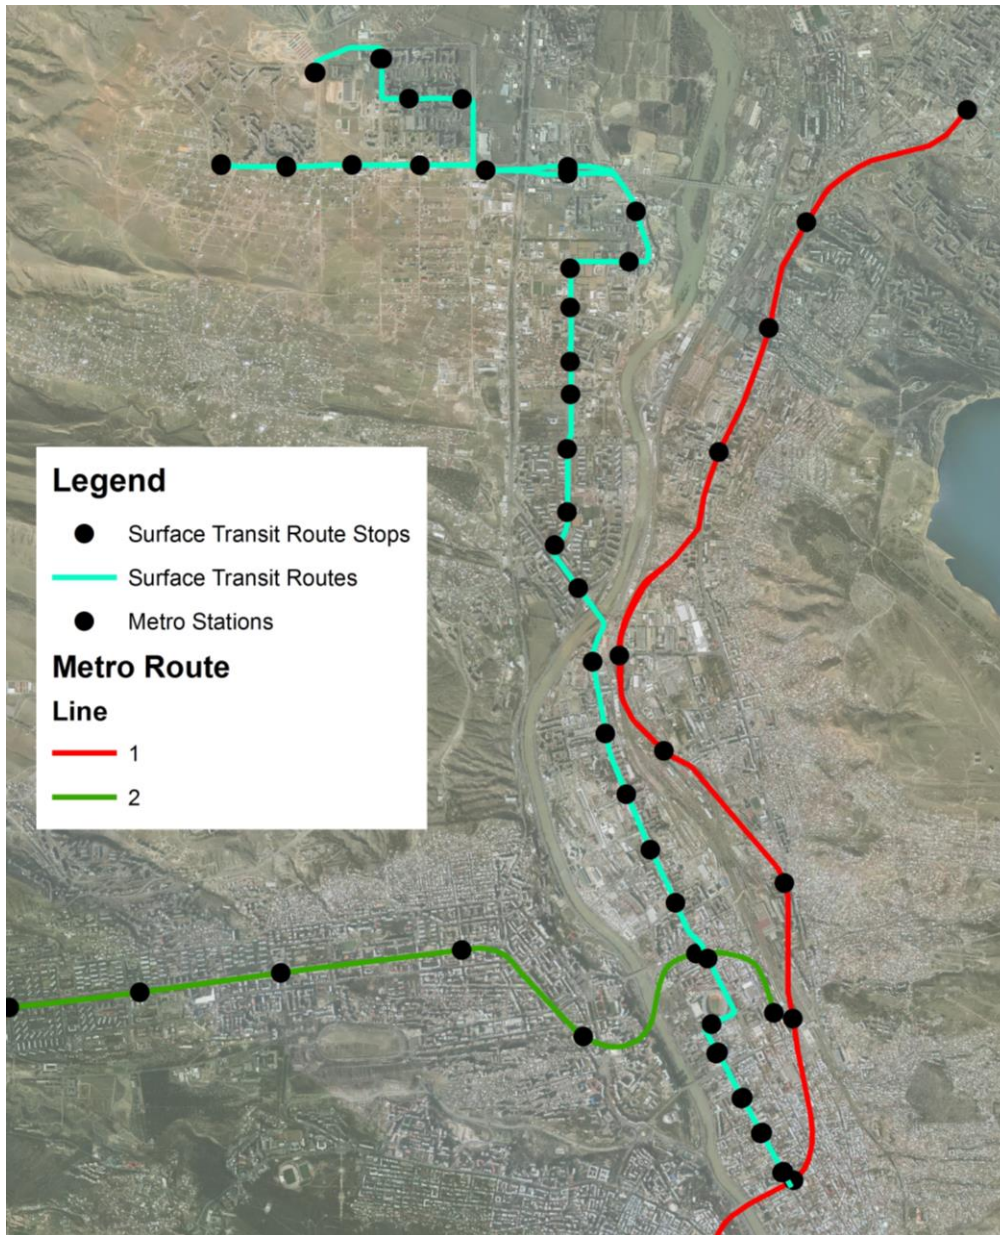 Legend
Surface Transit Route Stops
Surface Transit Routes
Metro Stations
Metro Route
Line
1
2